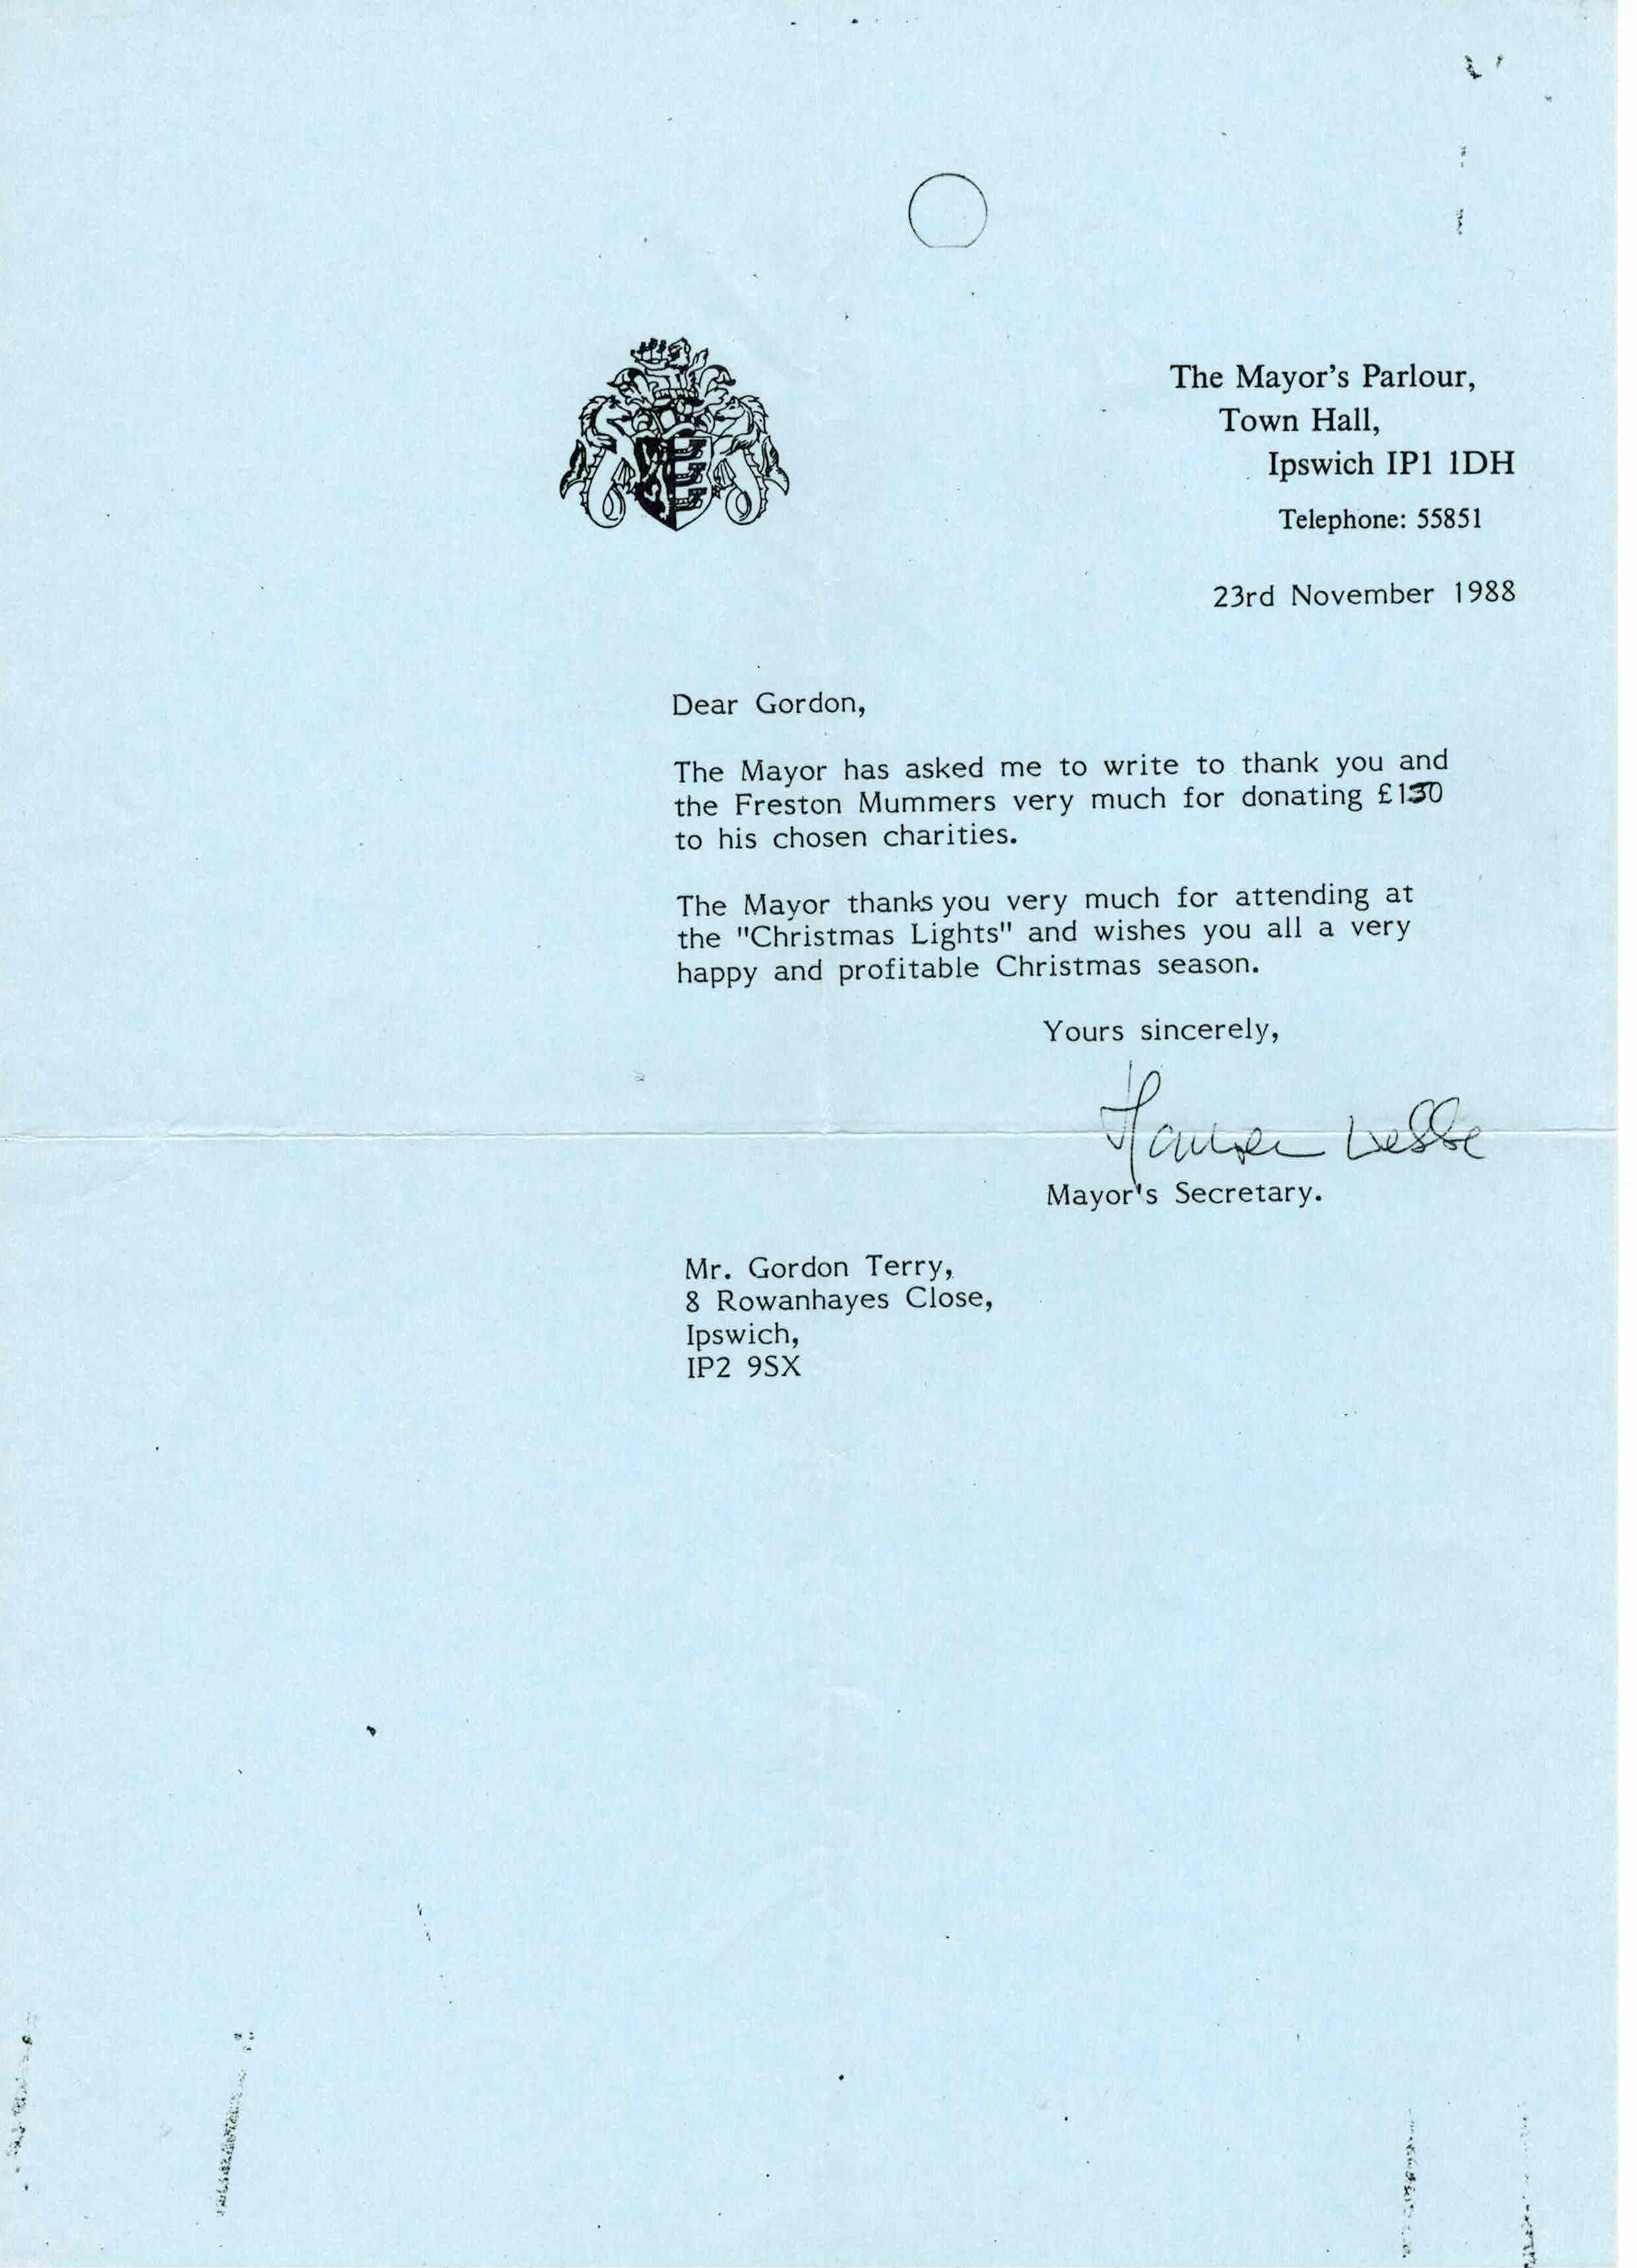 The Mayor's Parlour,
Town Hall,
Ipswich IP1 1DH
Telephone: 55851
23rd November 1988
Dear Gordon,
The Mayor has asked me to write to thank you and
the Freston Mummers very much for donating £130
to his chosen charities.
The Mayor thanks you very much for attending at
the "Christmas Lights" and wishes you all a very
happy and profitable Christmas season.
Yours sincerely,
Mayor's Secretary.
Mr. Gordon Terry,
8 Rowanhayes Close,
Ipswich,
IP2 9SX